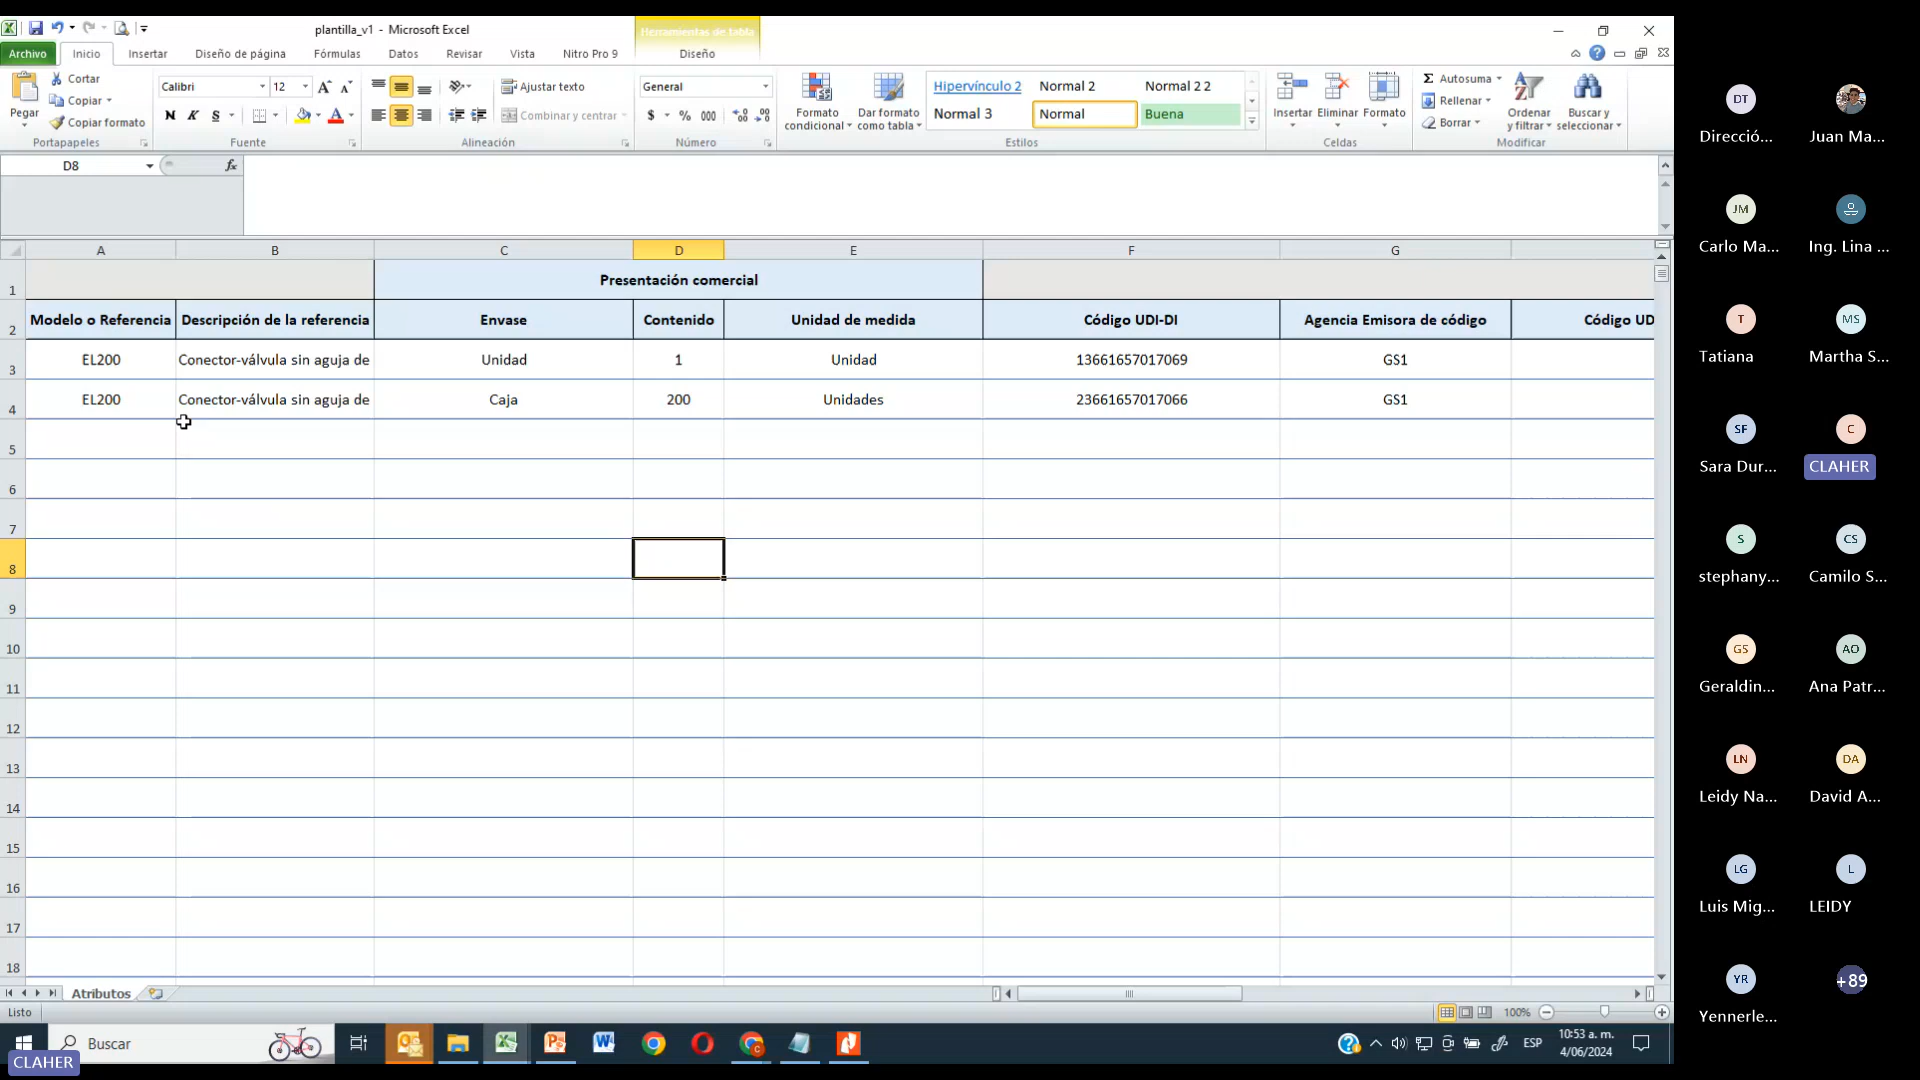 plantilla_v1 - Microsoft Excel
Herramientas de tabla
Archivo Inicio Insertar Diseño de página Fórmulas Datos Revisar Vista Nitro Pro 9 Diseño
Pegar
Cortar
Copiar
Copiar formato
Portapapeles
Calibri 12
N K S
Fuente
Ajustar texto
Combinar y centrar
Alineación
General
$ % 000
Número
Formato condicional
Dar formato como tabla
Hipervínculo 2 Normal 2 Normal 2 2
Normal 3 Normal Buena
Estilos
Insertar Eliminar Formato
Celdas
Autosuma
Rellenar
Borrar
Ordenar y filtrar
Buscar y seleccionar
Modificar
D8 fx
A B C D E F G
1 Presentación comercial
2 Modelo o Referencia Descripción de la referencia Envase Contenido Unidad de medida Código UDI-DI Agencia Emisora de código Código UD
3 EL200 Conector-válvula sin aguja de Unidad 1 Unidad 13661657017069 GS1
4 EL200 Conector-válvula sin aguja de Caja 200 Unidades 23661657017066 GS1
5
6
7
8
9
10
11
12
13
14
15
16
17
18
Atributos
Listo 100%
Buscar
ESP
10:53 a. m.
4/06/2024
CLAHER
DT
Direcció... Juan Ma...
JM
Carlo Ma... Ing. Lina ...
T MS
Tatiana Martha S...
SF C
Sara Dur... CLAHER
S CS
stephany... Camilo S...
GS AO
Geraldin... Ana Patr...
LN DA
Leidy Na... David A...
LG L
Luis Mig... LEIDY
YR +89
Yennerle...